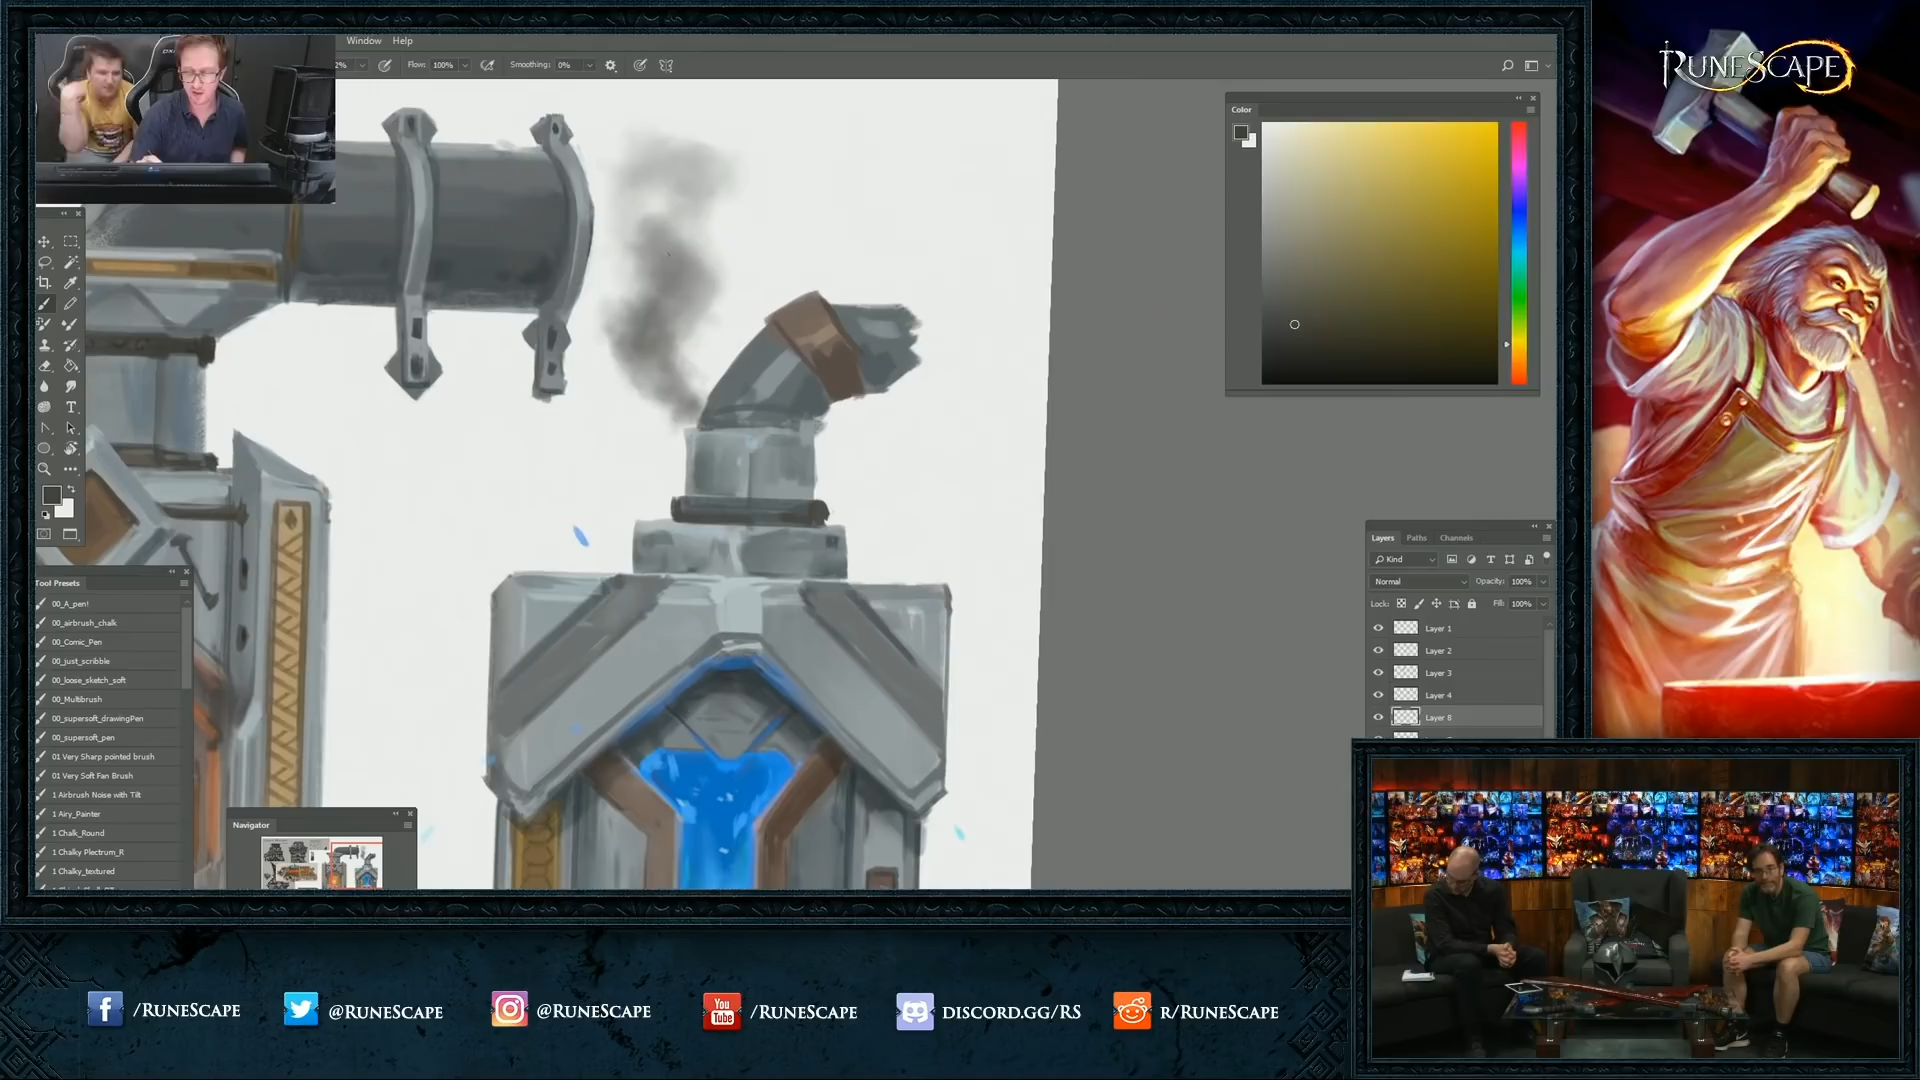 Window Help
2% Flow: 100% Smoothing: 0%
RuneScape
Color
Tool Presets
00_A_pen!
00_airbrush_chalk
00_Comic_Pen
00_just_scribble
00_loose_sketch_soft
00_Multibrush
00_supersoft_drawingPen
00_supersoft_pen
01 Very Sharp pointed brush
01 Very Soft Fan Brush
1 Airbrush Noise with Tilt
1 Airy_Painter
1 Chalk_Round
1 Chalky Plectrum_R
1 Chalky_textured
Navigator
Layers Paths Channels
Kind
Normal Opacity: 100%
Lock: Fill: 100%
Layer 1
Layer 2
Layer 3
Layer 4
Layer 8
/RuneScape
@RuneScape
@RuneScape
You Tube /RuneScape
discord.gg/RS
r/RuneScape